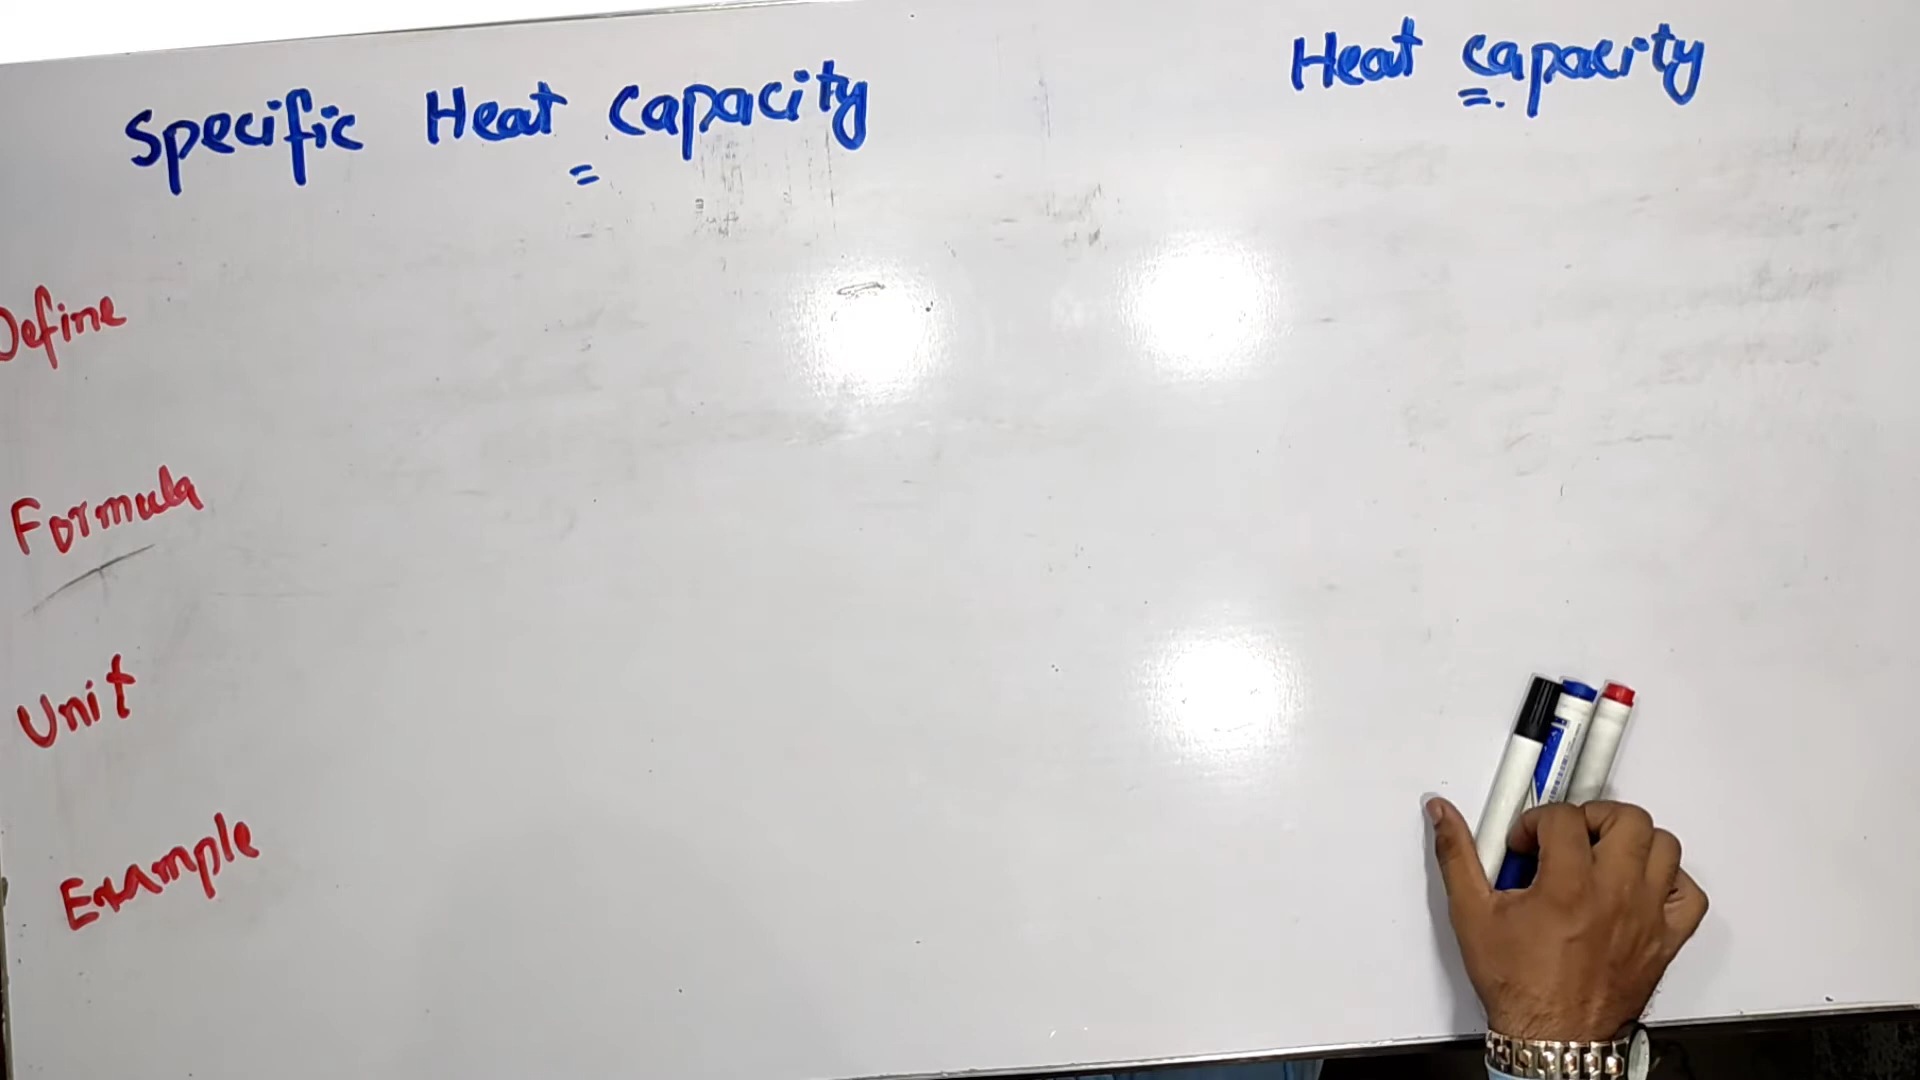 Specific Heat capacity
Heat capacity
Define
Formula
Unit
Example